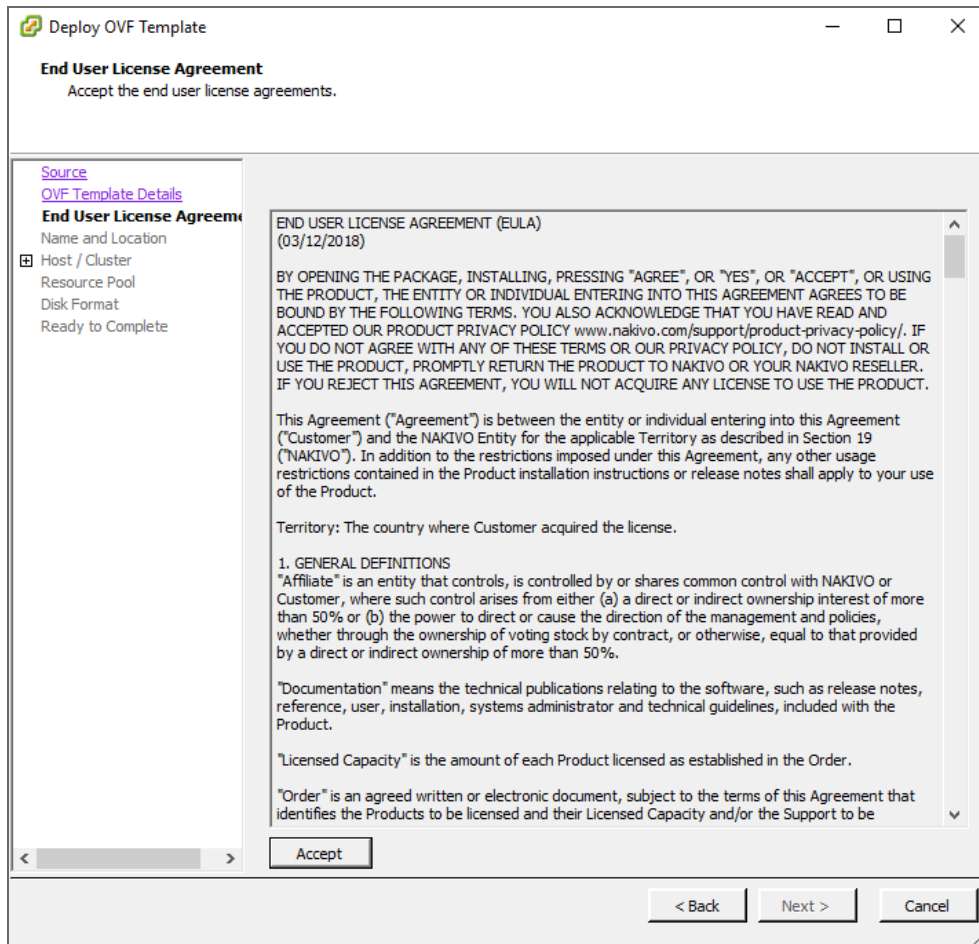 Deploy OVF Template
End User License Agreement
Accept the end user license agreements.
Source
OVF Template Details
End User License Agreeme
Name and Location
Host / Cluster
Resource Pool
Disk Format
Ready to Complete
END USER LICENSE AGREEMENT (EULA)
(03/12/2018)
BY OPENING THE PACKAGE, INSTALLING, PRESSING "AGREE", OR "YES", OR "ACCEPT", OR USING
THE PRODUCT, THE ENTITY OR INDIVIDUAL ENTERING INTO THIS AGREEMENT AGREES TO BE
BOUND BY THE FOLLOWING TERMS. YOU ALSO ACKNOWLEDGE THAT YOU HAVE READ AND
ACCEPTED OUR PRODUCT PRIVACY POLICY www.nakivo.com/support/product-privacy-policy/. IF
YOU DO NOT AGREE WITH ANY OF THESE TERMS OR OUR PRIVACY POLICY, DO NOT INSTALL OR
USE THE PRODUCT, PROMPTLY RETURN THE PRODUCT TO NAKIVO OR YOUR NAKIVO RESELLER.
IF YOU REJECT THIS AGREEMENT, YOU WILL NOT ACQUIRE ANY LICENSE TO USE THE PRODUCT.
This Agreement ("Agreement") is between the entity or individual entering into this Agreement
("Customer") and the NAKIVO Entity for the applicable Territory as described in Section 19
("NAKIVO"). In addition to the restrictions imposed under this Agreement, any other usage
restrictions contained in the Product installation instructions or release notes shall apply to your use
of the Product.
Territory: The country where Customer acquired the license.
1. GENERAL DEFINITIONS
"Affiliate" is an entity that controls, is controlled by or shares common control with NAKIVO or
Customer, where such control arises from either (a) a direct or indirect ownership interest of more
than 50% or (b) the power to direct or cause the direction of the management and policies,
whether through the ownership of voting stock by contract, or otherwise, equal to that provided
by a direct or indirect ownership of more than 50%.
"Documentation" means the technical publications relating to the software, such as release notes,
reference, user, installation, systems administrator and technical guidelines, included with the
Product.
"Licensed Capacity" is the amount of each Product licensed as established in the Order.
"Order" is an agreed written or electronic document, subject to the terms of this Agreement that
identifies the Products to be licensed and their Licensed Capacity and/or the Support to be
Accept
< Back
Next >
Cancel